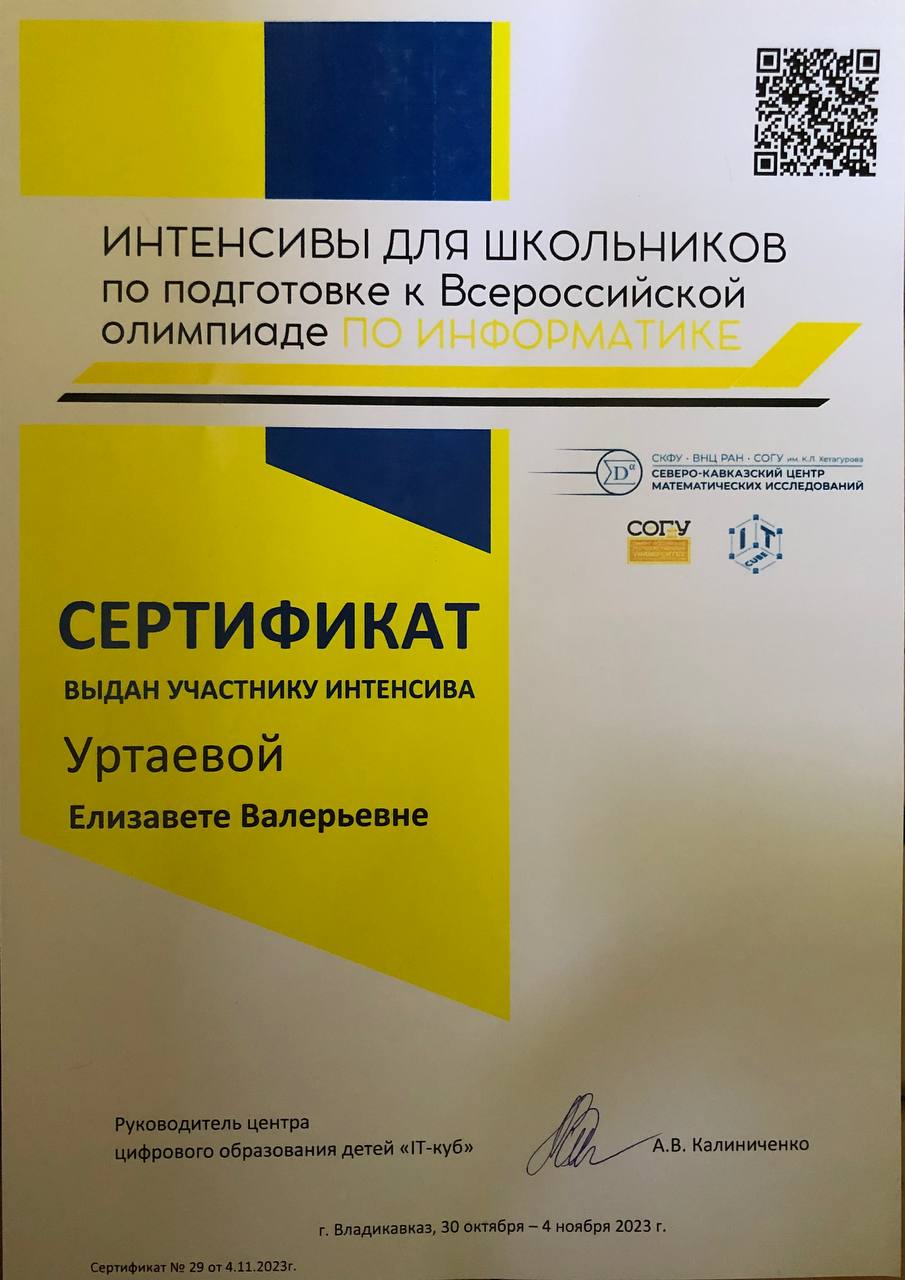 ИНТЕНСИВЫ ДЛЯ ШКОЛЬНИКОВ
по подготовке к Всероссийской
олимпиаде ПО ИНФОРМАТИКЕ
СКФУ · ВНЦ РАН · СОГУ им. К.Л. Хетагурова
СЕВЕРО-КАВКАЗСКИЙ ЦЕНТР
МАТЕМАТИЧЕСКИХ ИССЛЕДОВАНИЙ
ΣDα
СОГУ
УНИВЕРСИТЕТ
I.T
CUBE
СЕРТИФИКАТ
ВЫДАН УЧАСТНИКУ ИНТЕНСИВА
Уртаевой
Елизавете Валерьевне
Руководитель центра
цифрового образования детей «IT-куб»
А.В. Калиниченко
г. Владикавказ, 30 октября – 4 ноября 2023 г.
Сертификат № 29 от 4.11.2023г.